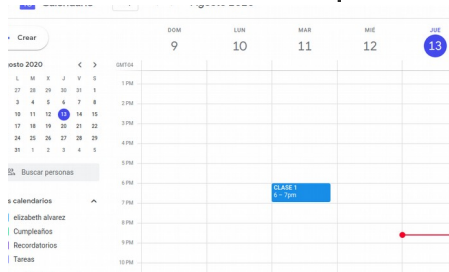 Crear
DOM LUN MAR MIÉ JUE
9 10 11 12 13
osto 2020 < >
GMT-04
L M X J V S
27 28 29 30 31 1
3 4 5 6 7 8
10 11 12 13 14 15
17 18 19 20 21 22
24 25 26 27 28 29
31 1 2 3 4 5
1 PM
2 PM
3 PM
4 PM
5 PM
6 PM
7 PM
8 PM
9 PM
10 PM
Buscar personas
CLASE 1
6 – 7pm
s calendarios
elizabeth alvarez
Cumpleaños
Recordatorios
Tareas